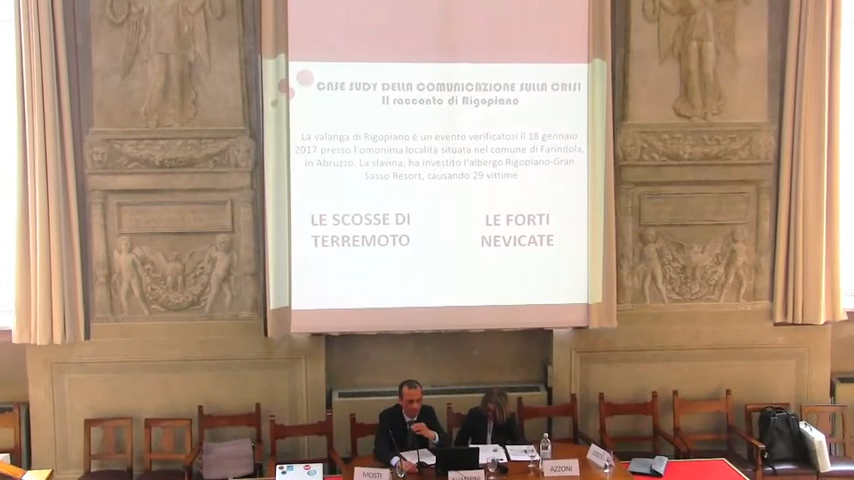 CASE SUDY DELLA COMUNICAZIONE SULLA CRISI
Il racconto di Rigopiano
La valanga di Rigopiano è un evento verificatosi il 18 gennaio
2017 presso l'omonima località situata nel comune di Farindola,
in Abruzzo. La slavina, ha investito l'albergo Rigopiano-Gran
Sasso Resort, causando 29 vittime
LE SCOSSE DI
TERREMOTO
LE FORTI
NEVICATE
MOSTI
AZZONI